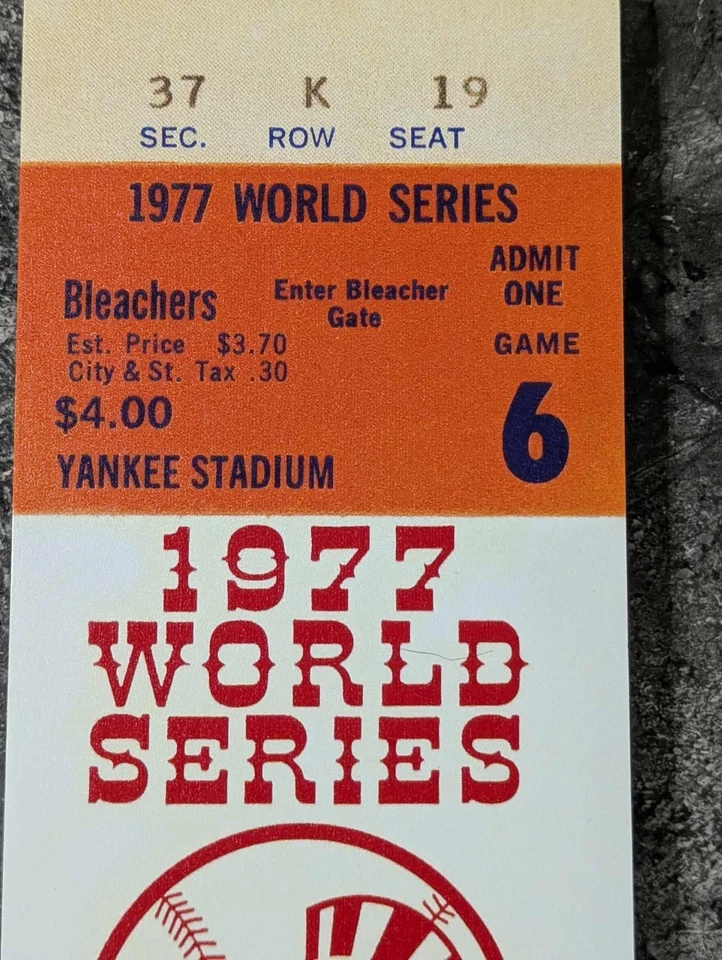 37 K 19
SEC. ROW SEAT
1977 WORLD SERIES
ADMIT
ONE
Bleachers
Enter Bleacher
Gate
Est. Price $3.70
City & St. Tax .30
$4.00
GAME
6
YANKEE STADIUM
1977
WORLD
SERIES